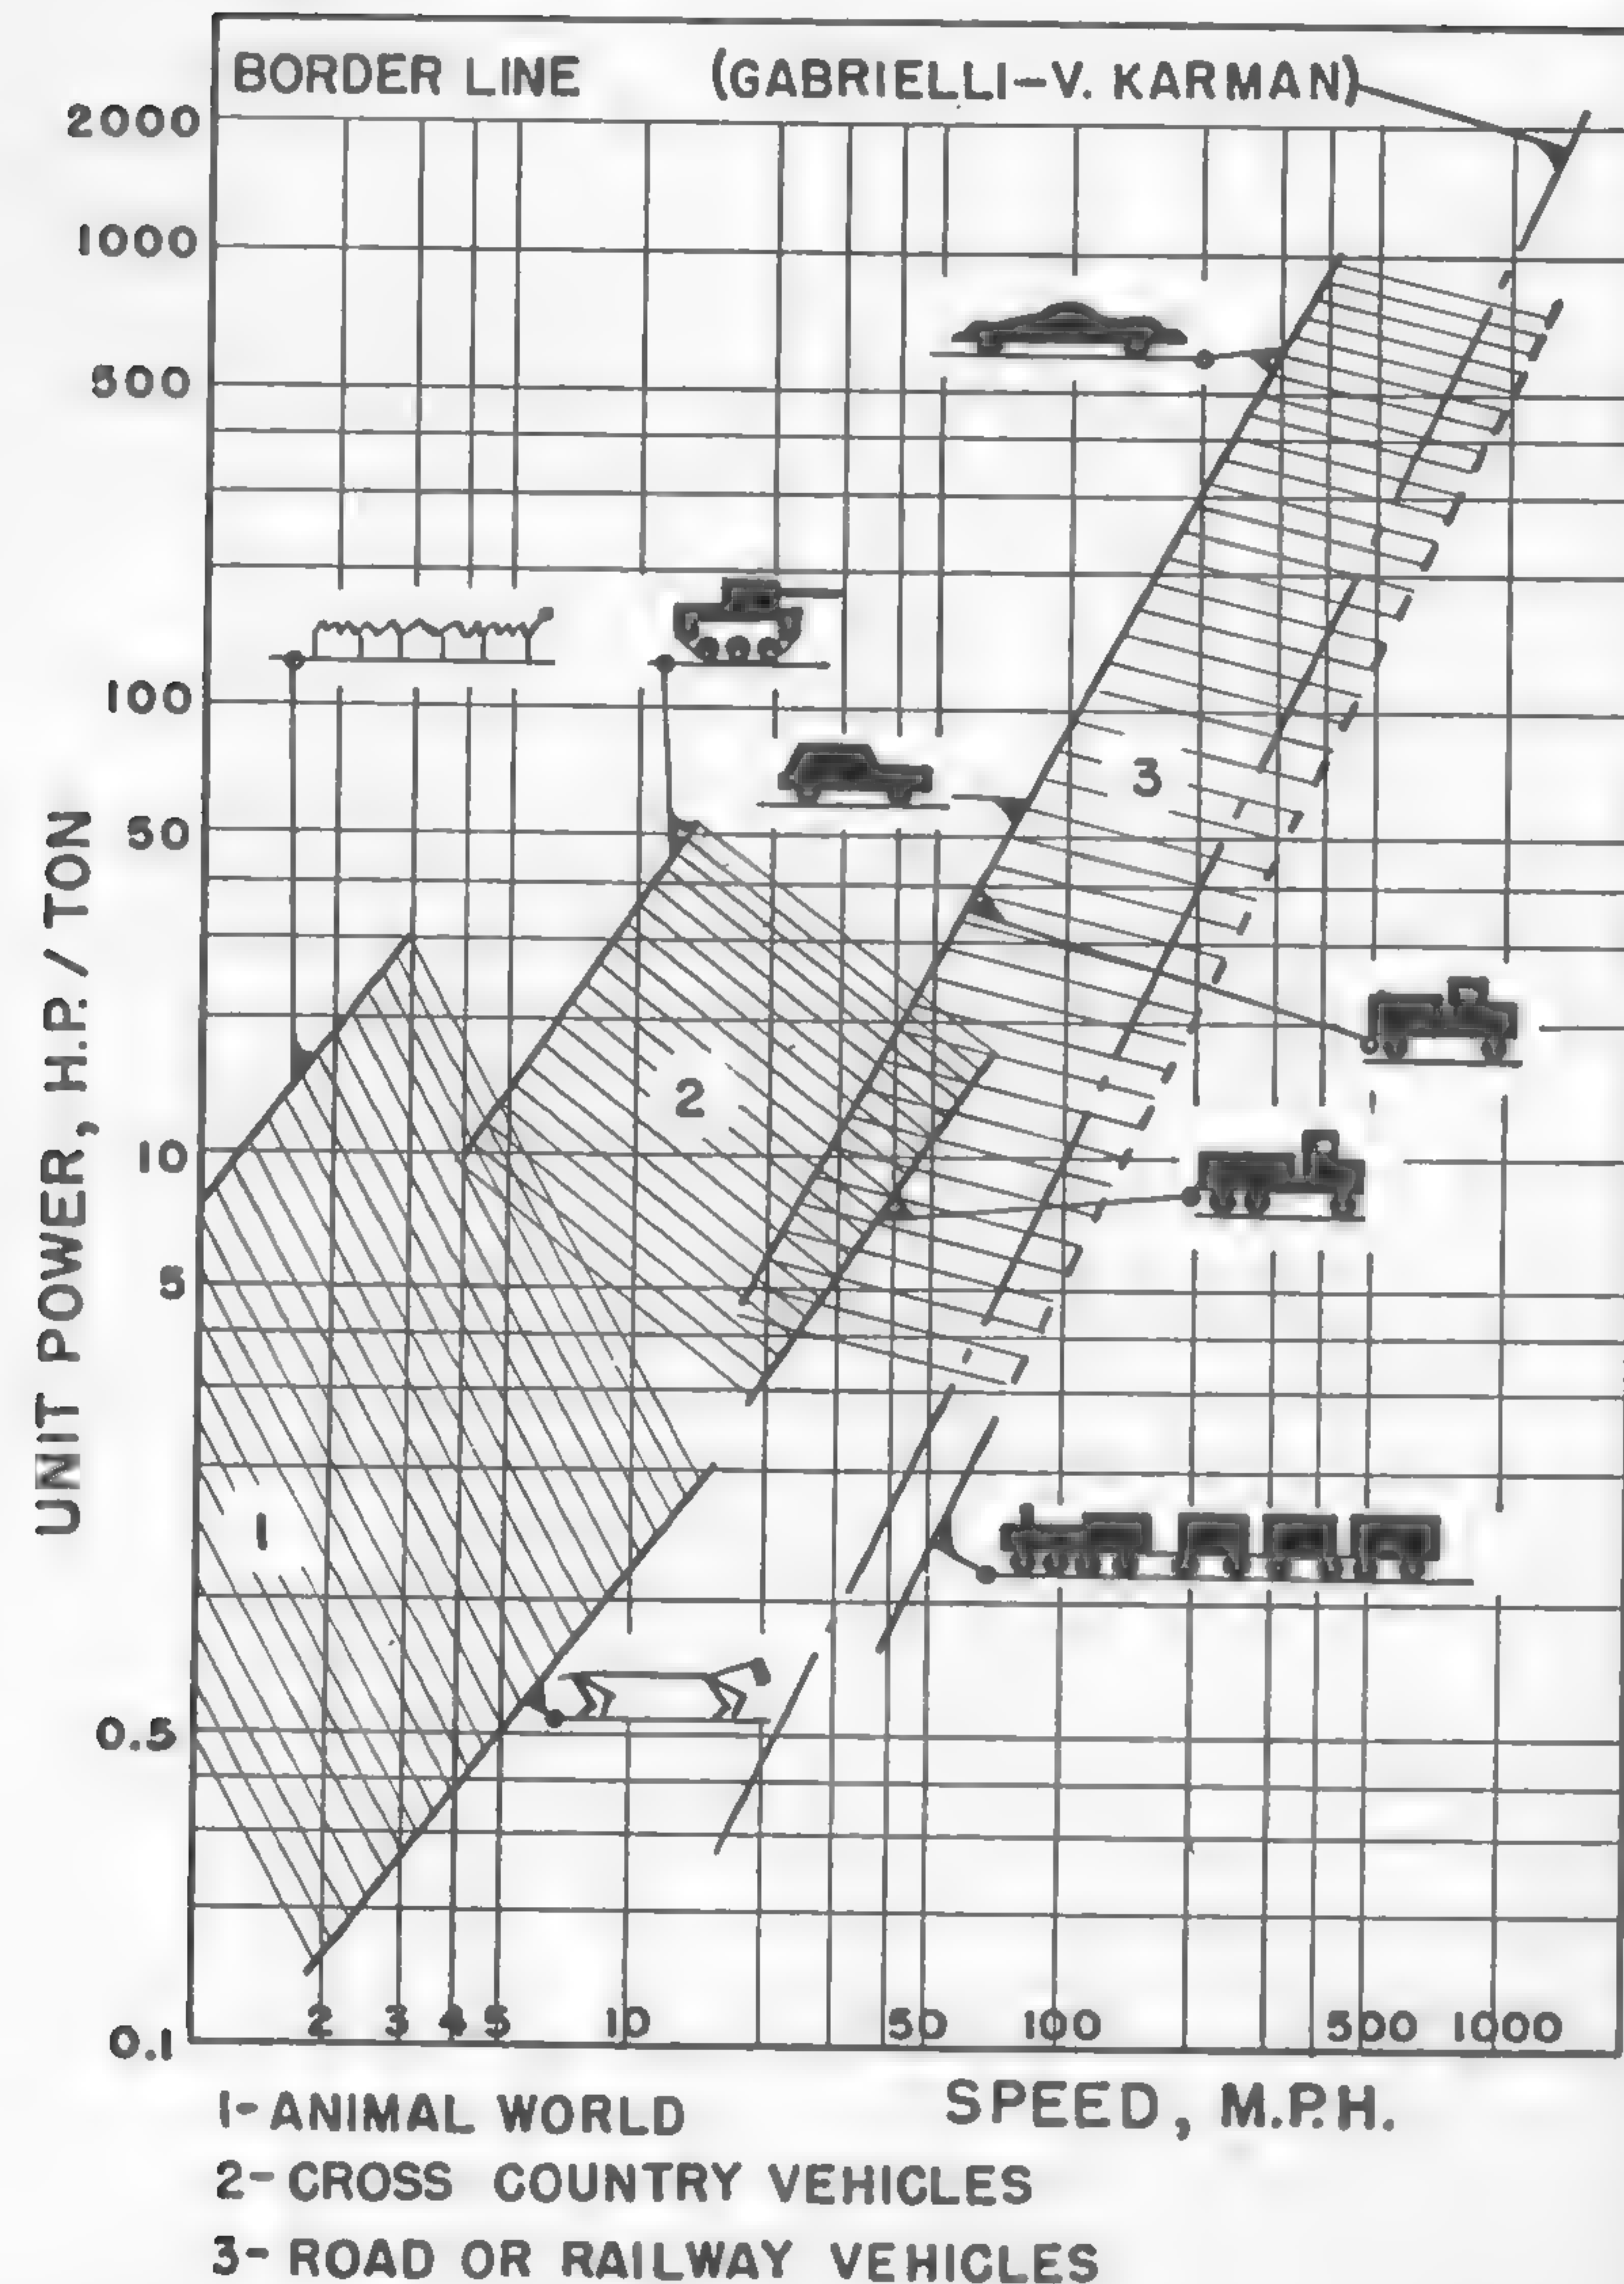 BORDER LINE (GABRIELLI-V. KARMAN)
2000
1000
500
100
50
10
5
0.5
0.1
UNIT POWER, H.P. / TON
1
2
3
2 3 4 5 10 50 100 500 1000
SPEED, M.P.H.
1-ANIMAL WORLD
2- CROSS COUNTRY VEHICLES
3- ROAD OR RAILWAY VEHICLES